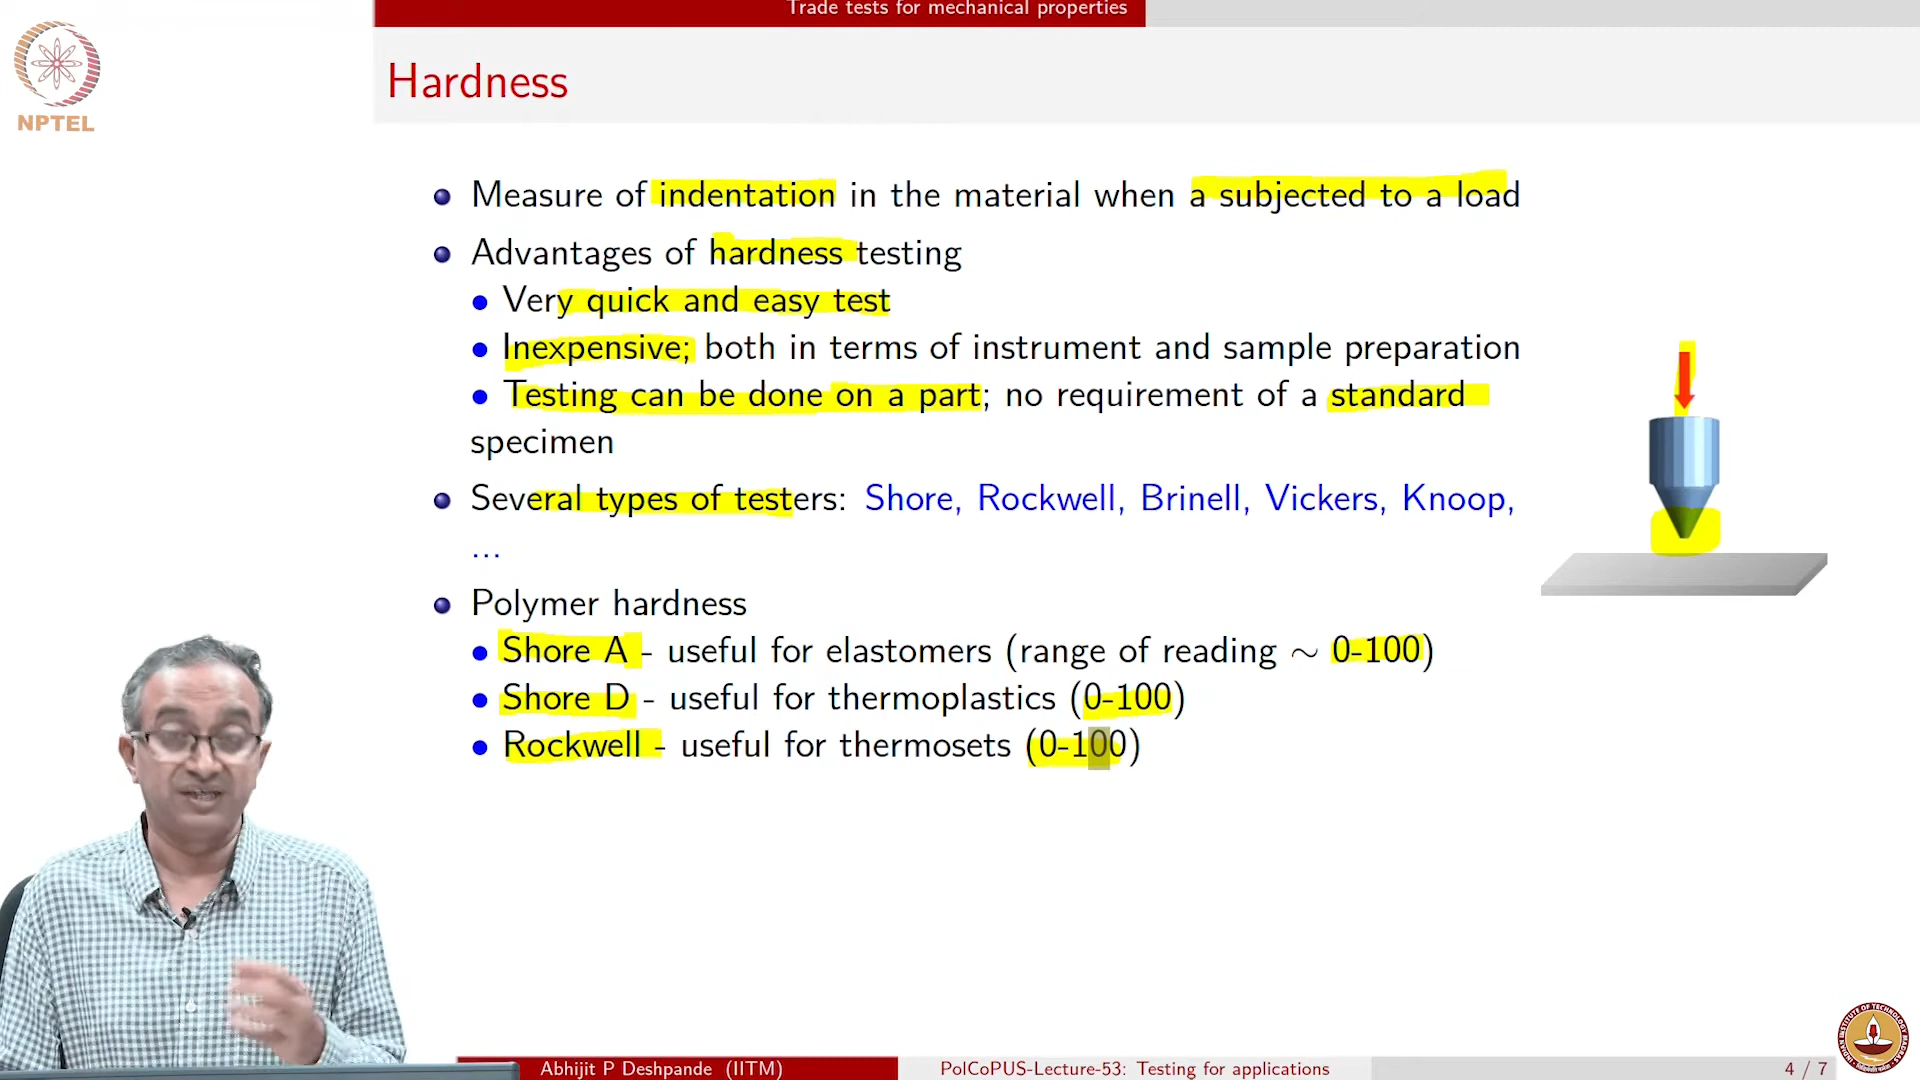 Trade tests for mechanical properties
NPTEL
Hardness
Measure of indentation in the material when a subjected to a load
Advantages of hardness testing
Very quick and easy test
Inexpensive; both in terms of instrument and sample preparation
Testing can be done on a part; no requirement of a standard
specimen
Several types of testers: Shore, Rockwell, Brinell, Vickers, Knoop,
...
Polymer hardness
Shore A - useful for elastomers (range of reading ~ 0-100)
Shore D - useful for thermoplastics (0-100)
Rockwell - useful for thermosets (0-100)
Abhijit P Deshpande (IITM)
PolCoPUS-Lecture-53: Testing for applications
4 / 7